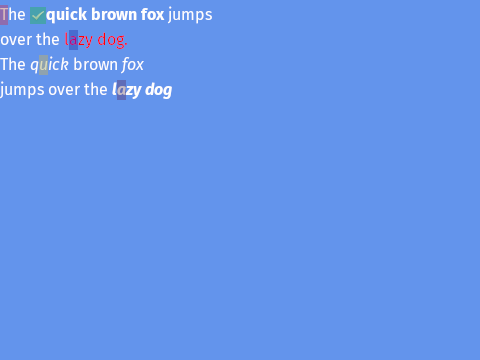 The ✓quick brown fox jumps
over the lazy dog.
The quick brown fox
jumps over the lazy dog